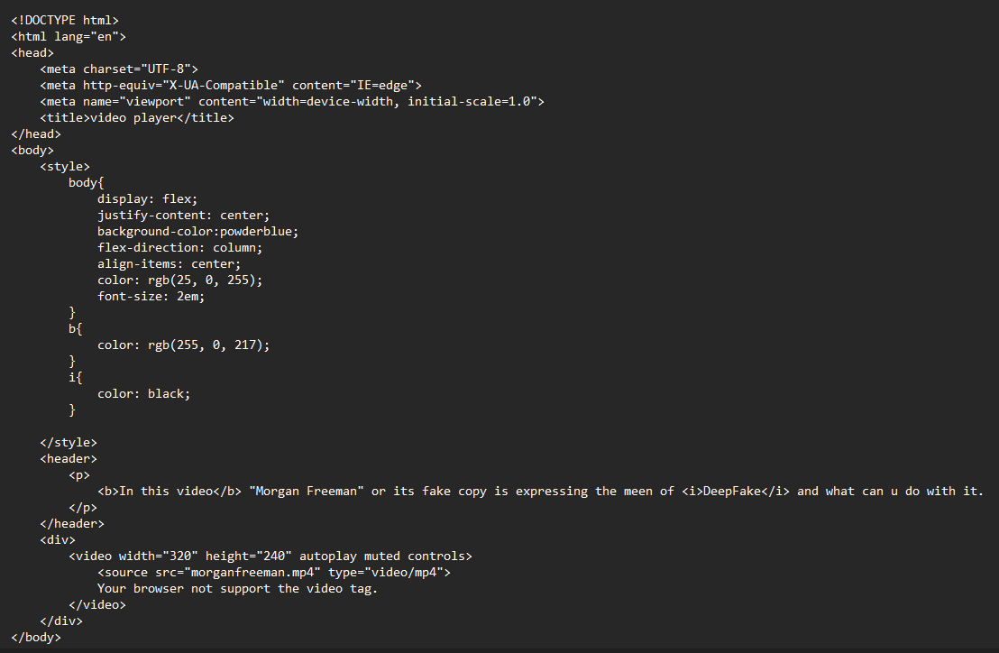 <!DOCTYPE html>
<html lang="en">
<head>
    <meta charset="UTF-8">
    <meta http-equiv="X-UA-Compatible" content="IE=edge">
    <meta name="viewport" content="width=device-width, initial-scale=1.0">
    <title>video player</title>
</head>
<body>
    <style>
        body{
            display: flex;
            justify-content: center;
            background-color:powderblue;
            flex-direction: column;
            align-items: center;
            color: rgb(25, 0, 255);
            font-size: 2em;
        }
        b{
            color: rgb(255, 0, 217);
        }
        i{
            color: black;
        }

    </style>
    <header>
        <p>
            <b>In this video</b> "Morgan Freeman" or its fake copy is expressing the meen of <i>DeepFake</i> and what can u do with it.
        </p>
    </header>
    <div>
        <video width="320" height="240" autoplay muted controls>
            <source src="morganfreeman.mp4" type="video/mp4">
            Your browser not support the video tag.
        </video>
    </div>
</body>